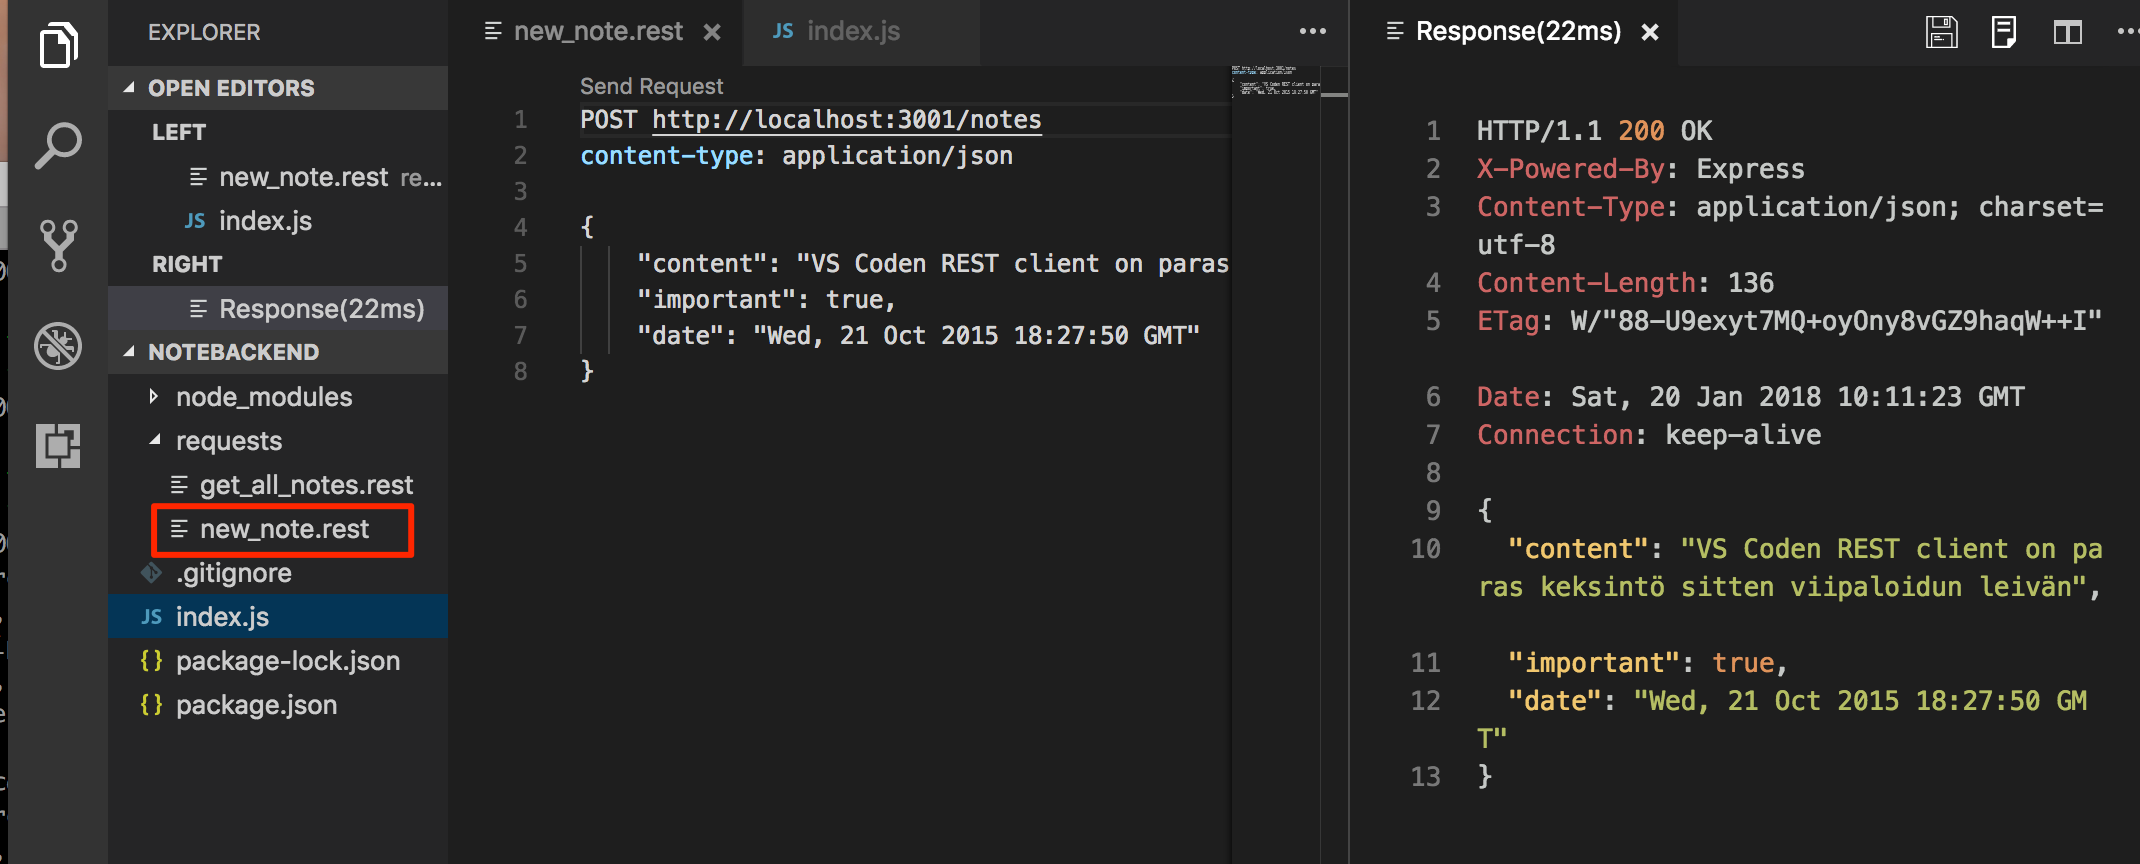 EXPLORER
OPEN EDITORS
LEFT
new_note.rest re...
JS index.js
RIGHT
Response(22ms)
NOTEBACKEND
node_modules
requests
get_all_notes.rest
new_note.rest
.gitignore
JS index.js
{} package-lock.json
{} package.json
new_note.rest
JS index.js
Send Request
1 POST http://localhost:3001/notes
2 content-type: application/json
3
4 {
5 "content": "VS Coden REST client on paras
6 "important": true,
7 "date": "Wed, 21 Oct 2015 18:27:50 GMT"
8 }
Response(22ms)
1 HTTP/1.1 200 OK
2 X-Powered-By: Express
3 Content-Type: application/json; charset=
utf-8
4 Content-Length: 136
5 ETag: W/"88-U9exyt7MQ+oyOny8vGZ9haqW++I"
6 Date: Sat, 20 Jan 2018 10:11:23 GMT
7 Connection: keep-alive
8
9 {
10 "content": "VS Coden REST client on pa
ras keksintö sitten viipaloidun leivän",
11 "important": true,
12 "date": "Wed, 21 Oct 2015 18:27:50 GM
T"
13 }